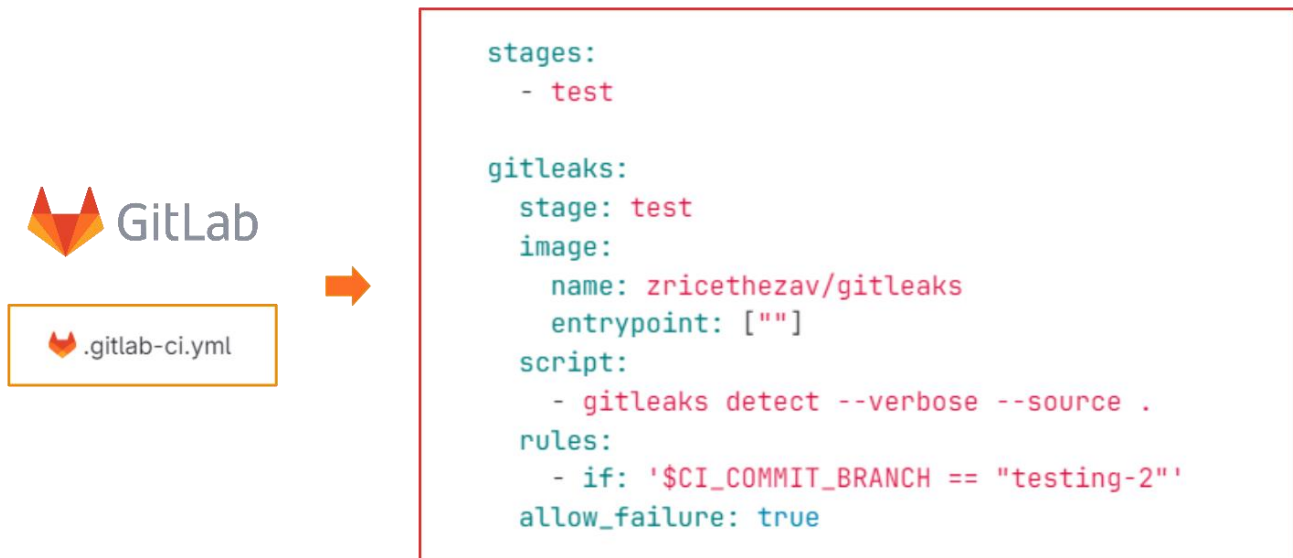 GitLab
.gitlab-ci.yml
stages:
  - test
gitleaks:
  stage: test
  image:
    name: zricethezav/gitleaks
    entrypoint: [""]
  script:
    - gitleaks detect --verbose --source .
  rules:
    - if: '$CI_COMMIT_BRANCH == "testing-2"'
  allow_failure: true